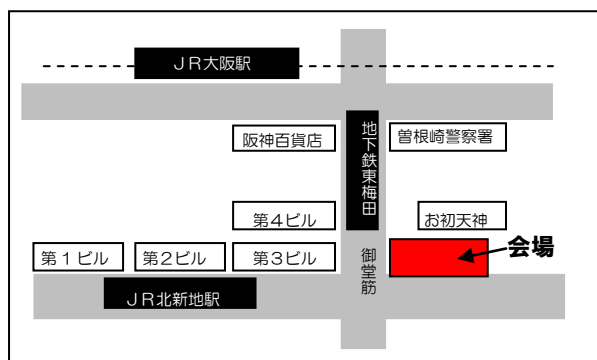 ＪＲ大阪駅
阪神百貨店
地下鉄東梅田
曽根崎警察署
第４ビル
お初天神
第１ビル
第２ビル
第３ビル
御堂筋
会場
ＪＲ北新地駅